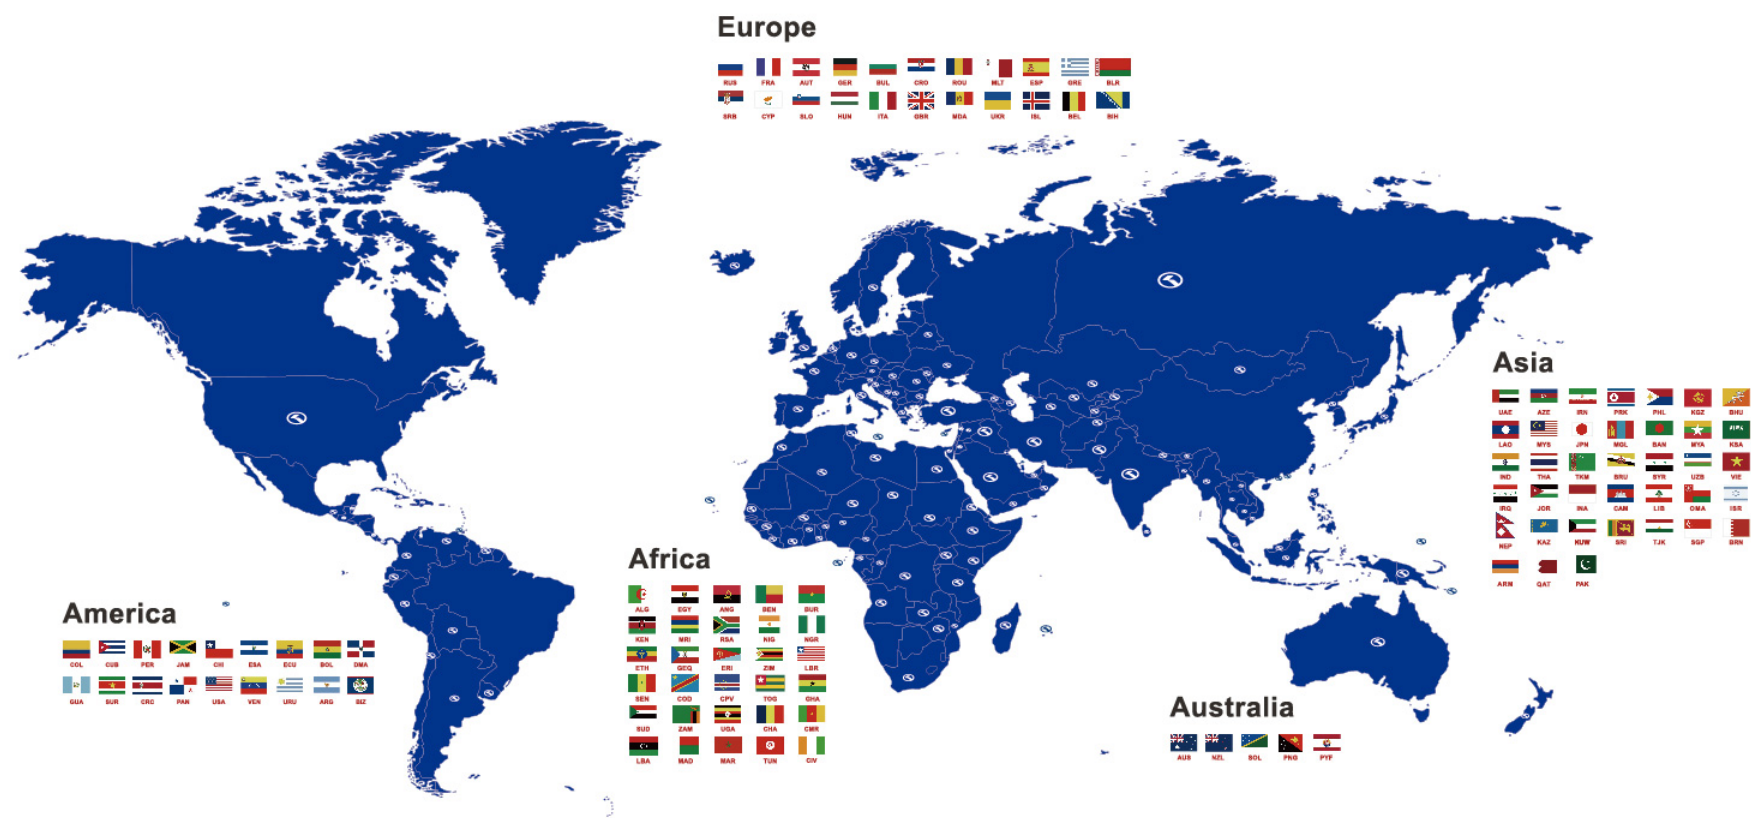 Europe
RUS FRA AUT GER BUL CRO ROU MLT ESP GRE BLR
SRB CYP SLO HUN ITA GBR MDA UKR ISL BEL BIH
Asia
UAE AZE IRN PRK PHL KGZ BHU
LAO MYS JPN MGL BAN MYA KSA
IND THA TKM BRU SYR UZB VIE
IRQ JOR INA CAM LIB OMA ISR
NEP KAZ KUW SRI TJK SGP BRN
ARM QAT PAK
Africa
ALG EGY ANG BEN BUR
KEN MRI RSA NIG NGR
ETH GEQ ERI ZIM LBR
SEN COD CPV TOG GHA
SUD ZAM UGA CHA CMR
LBA MAD MAR TUN CIV
America
COL CUB PER JAM CHI ESA ECU BOL DMA
GUA SUR CRC PAN USA VEN URU ARG BIZ
Australia
AUS NZL SOL PNG PYF